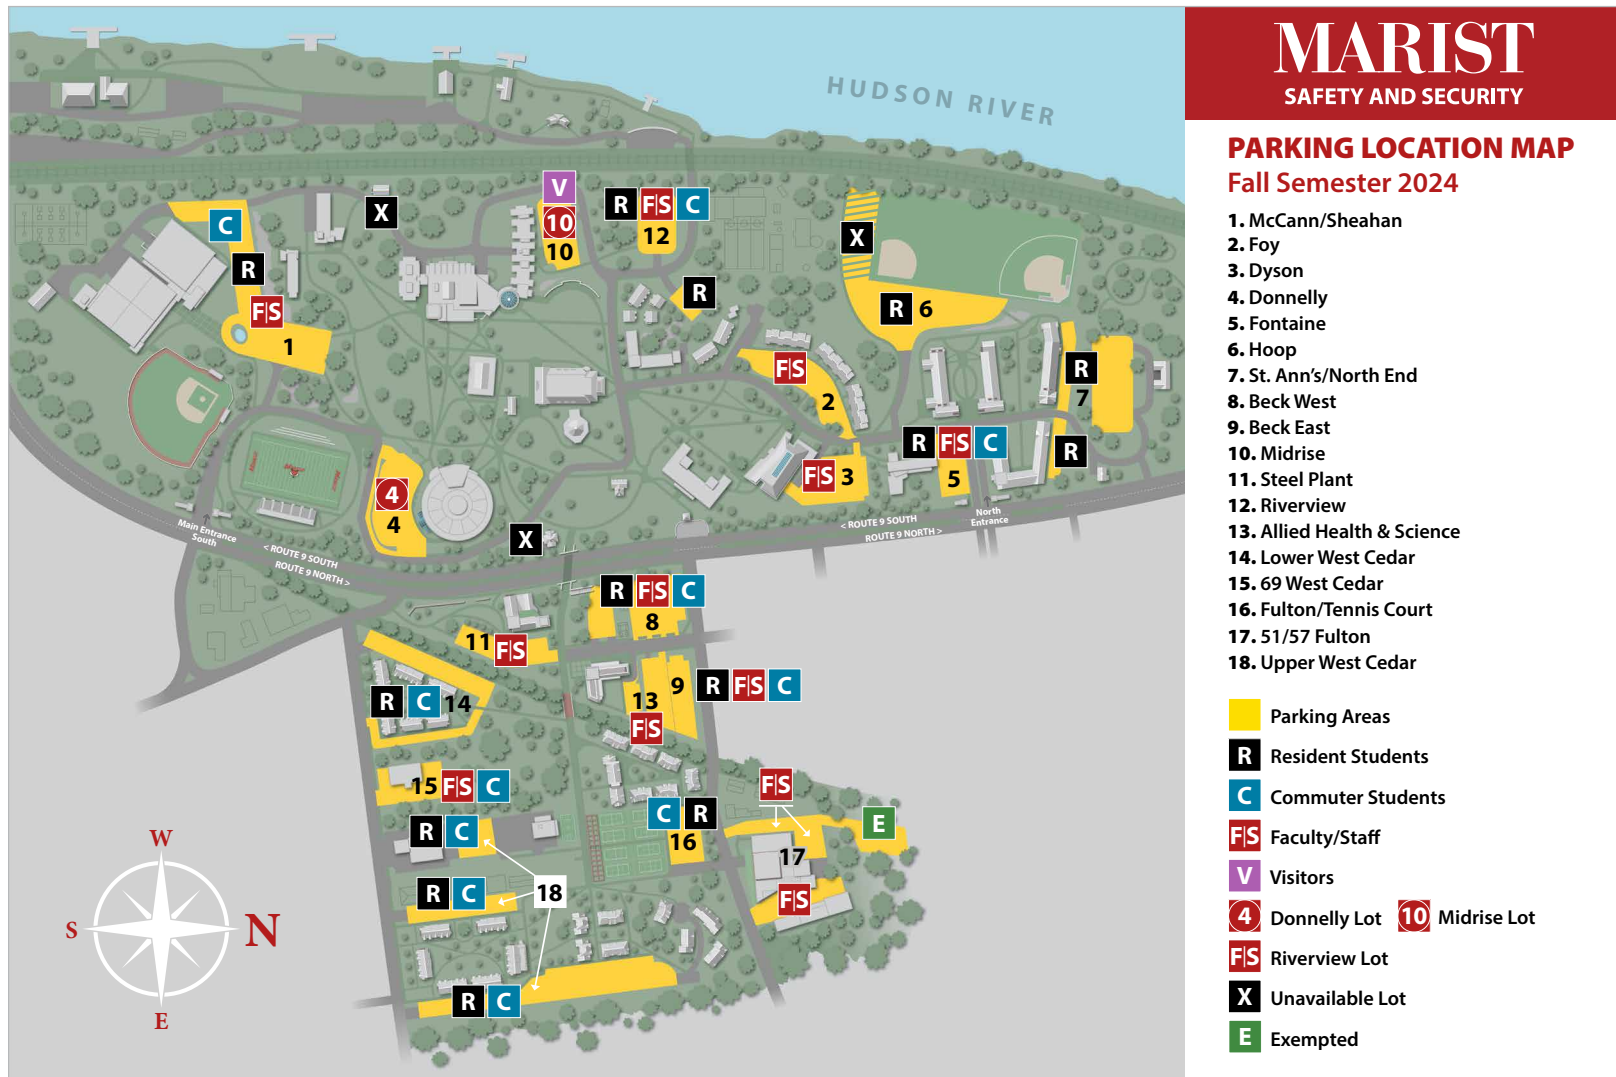 MARIST
SAFETY AND SECURITY
PARKING LOCATION MAP
Fall Semester 2024
1. McCann/Sheahan
2. Foy
3. Dyson
4. Donnelly
5. Fontaine
6. Hoop
7. St. Ann's/North End
8. Beck West
9. Beck East
10. Midrise
11. Steel Plant
12. Riverview
13. Allied Health & Science
14. Lower West Cedar
15. 69 West Cedar
16. Fulton/Tennis Court
17. 51/57 Fulton
18. Upper West Cedar
Parking Areas
R Resident Students
C Commuter Students
F|S Faculty/Staff
V Visitors
4 Donnelly Lot 10 Midrise Lot
F|S Riverview Lot
X Unavailable Lot
E Exempted
HUDSON RIVER
V
10
10
R F|S C
12
X
C
R
F|S
1
X
R
R 6
F|S
2
R
7
R
R F|S C
5
F|S 3
4
4
X
Main Entrance
South
< ROUTE 9 SOUTH
ROUTE 9 NORTH >
< ROUTE 9 SOUTH
ROUTE 9 NORTH >
North
Entrance
R F|S C
8
11 F|S
9 R F|S C
13
F|S
R C 14
15 F|S C
F|S
C R
16
E
17
F|S
R C
R C
18
R C
W
S
N
E